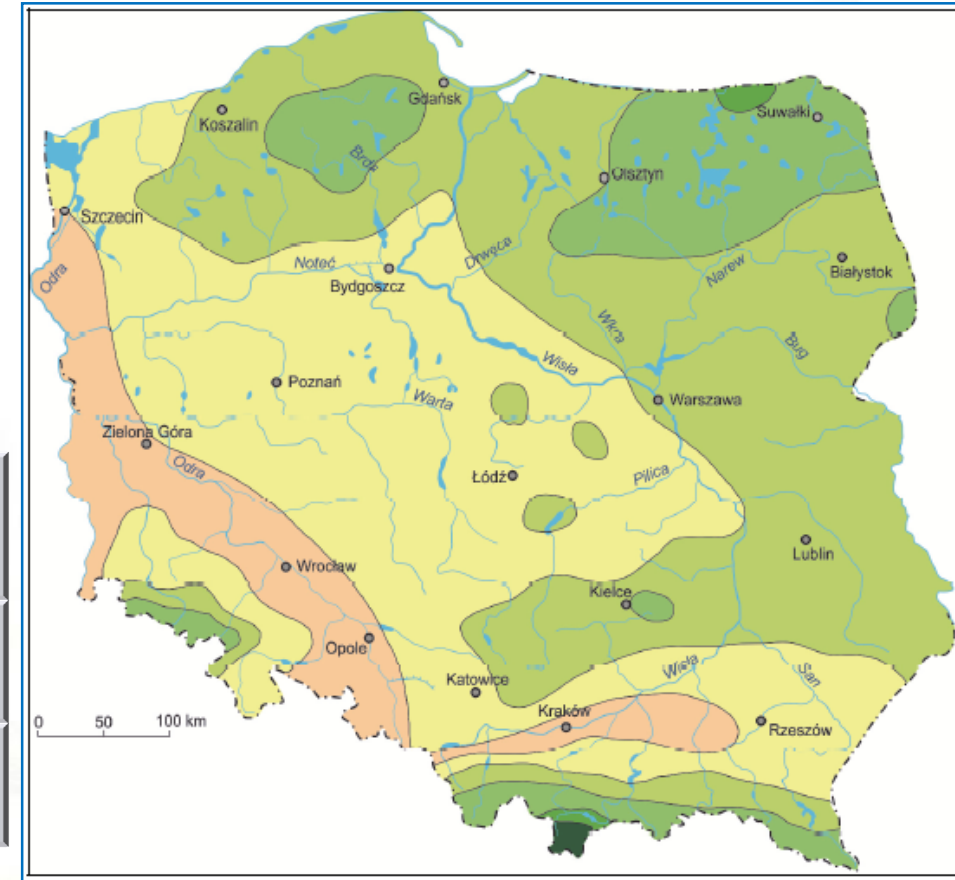 Gdańsk
Suwałki
Koszalin
Brda
Olsztyn
Szczecin
Drwęca
Noteć
Białystok
Narew
Odra
Bydgoszcz
Wkra
Bug
Wisła
Poznań
Warta
Warszawa
Zielona Góra
Odra
Łódź
Pilica
Lublin
Wrocław
Kielce
Opole
Wisła
San
Katowice
0 50 100 km
Kraków
Rzeszów